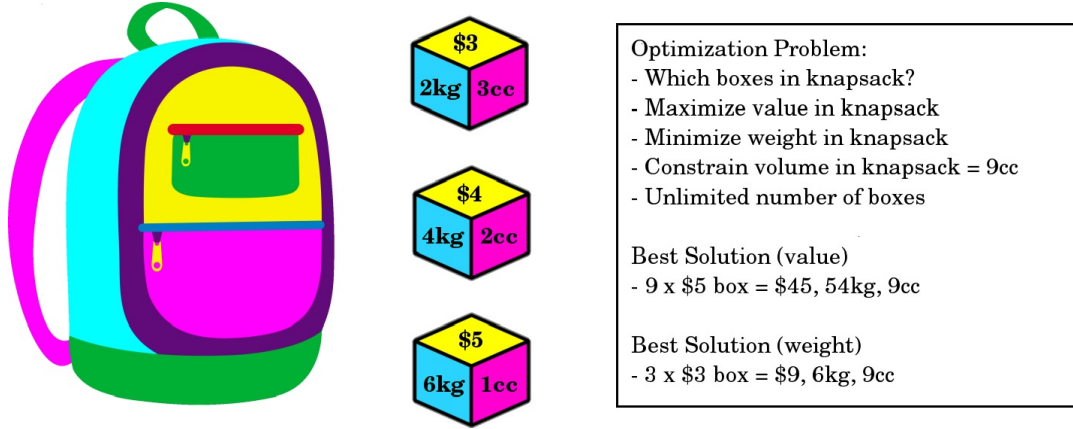 $3
2kg 3cc
$4
4kg 2cc
$5
6kg 1cc
Optimization Problem:
- Which boxes in knapsack?
- Maximize value in knapsack
- Minimize weight in knapsack
- Constrain volume in knapsack = 9cc
- Unlimited number of boxes
Best Solution (value)
- 9 x $5 box = $45, 54kg, 9cc
Best Solution (weight)
- 3 x $3 box = $9, 6kg, 9cc